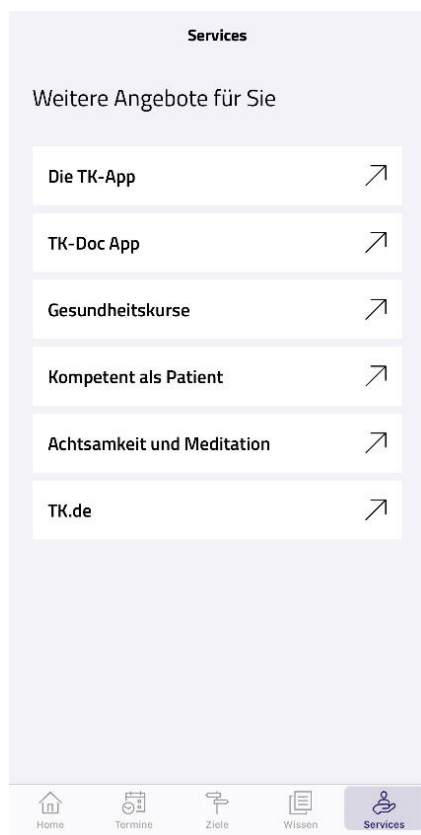 Services
Weitere Angebote für Sie
Die TK-App
TK-Doc App
Gesundheitskurse
Kompetent als Patient
Achtsamkeit und Meditation
TK.de
Home Termine Ziele Wissen Services